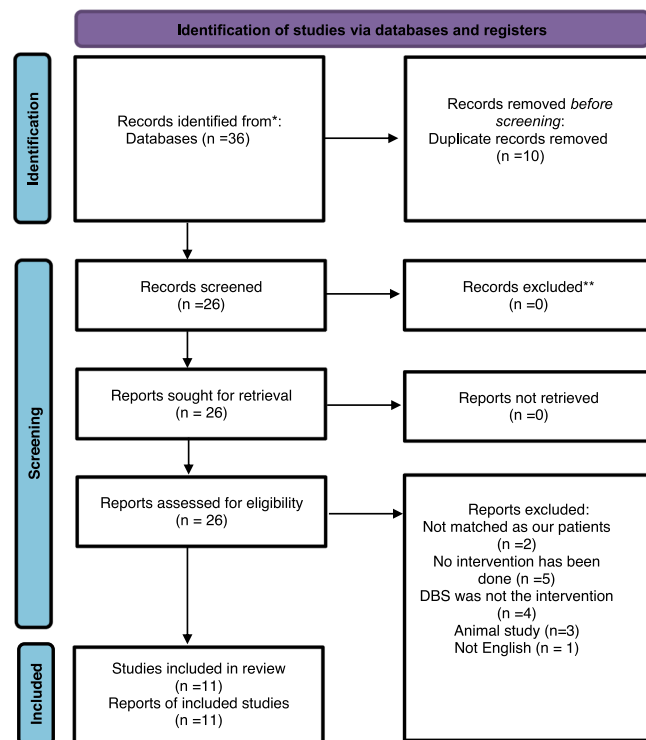 Identification of studies via databases and registers
Identification
Records identified from*:
Databases (n =36)
Records removed before
screening:
Duplicate records removed
(n =10)
Screening
Records screened
(n =26)
Records excluded**
(n =0)
Reports sought for retrieval
(n = 26)
Reports not retrieved
(n =0)
Reports assessed for eligibility
(n = 26)
Reports excluded:
Not matched as our patients
(n =2)
No intervention has been
done (n =5)
DBS was not the intervention
(n =4)
Animal study (n=3)
Not English (n = 1)
Included
Studies included in review
(n =11)
Reports of included studies
(n =11)